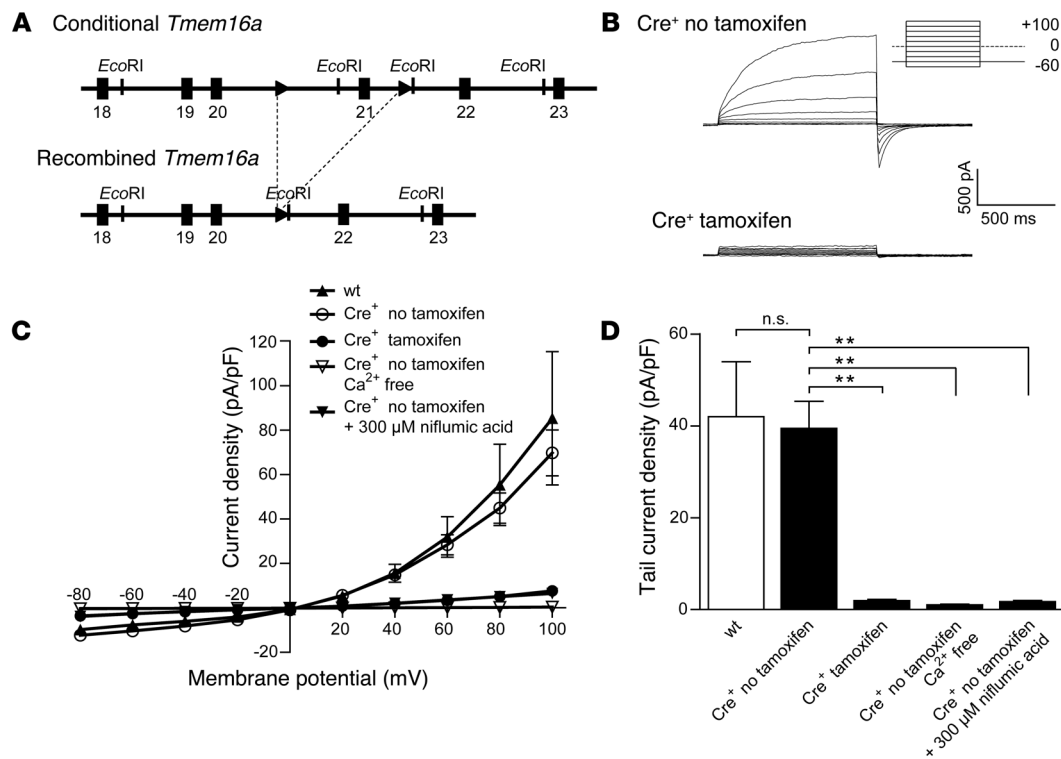 A
Conditional Tmem16a
EcoRI EcoRI EcoRI EcoRI
18 19 20 21 22 23
Recombined Tmem16a
EcoRI EcoRI EcoRI
18 19 20 22 23
B
Cre+ no tamoxifen
+100
0
-60
500 pA
500 ms
Cre+ tamoxifen
C
wt
Cre+ no tamoxifen
Cre+ tamoxifen
Cre+ no tamoxifen
Ca2+ free
Cre+ no tamoxifen
+ 300 µM niflumic acid
Current density (pA/pF)
120
100
80
60
40
20
-20
-80 -60 -40 -20
20 40 60 80 100
Membrane potential (mV)
D
Tail current density (pA/pF)
60
40
20
0
n.s.
**
**
**
wt
Cre+ no tamoxifen
Cre+ tamoxifen
Cre+ no tamoxifen
Ca2+ free
Cre+ no tamoxifen
+ 300 µM niflumic acid